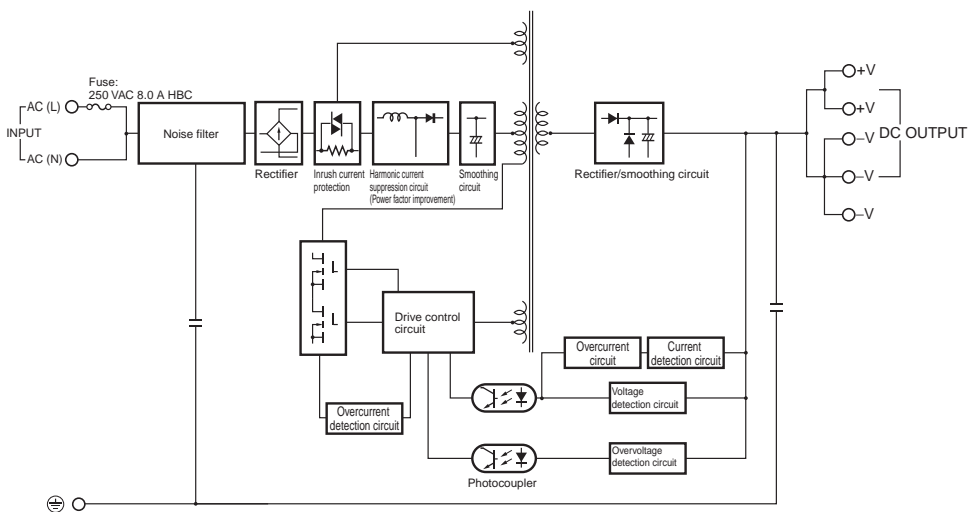 Fuse:
250 VAC 8.0 A HBC
AC (L)
INPUT
AC (N)
Noise filter
Rectifier
Inrush current
protection
Harmonic current
suppression circuit
(Power factor improvement)
Smoothing
circuit
Rectifier/smoothing circuit
+V
+V
–V
DC OUTPUT
–V
–V
Drive control
circuit
Overcurrent
circuit
Current
detection circuit
Voltage
detection circuit
Overcurrent
detection circuit
Overvoltage
detection circuit
Photocoupler